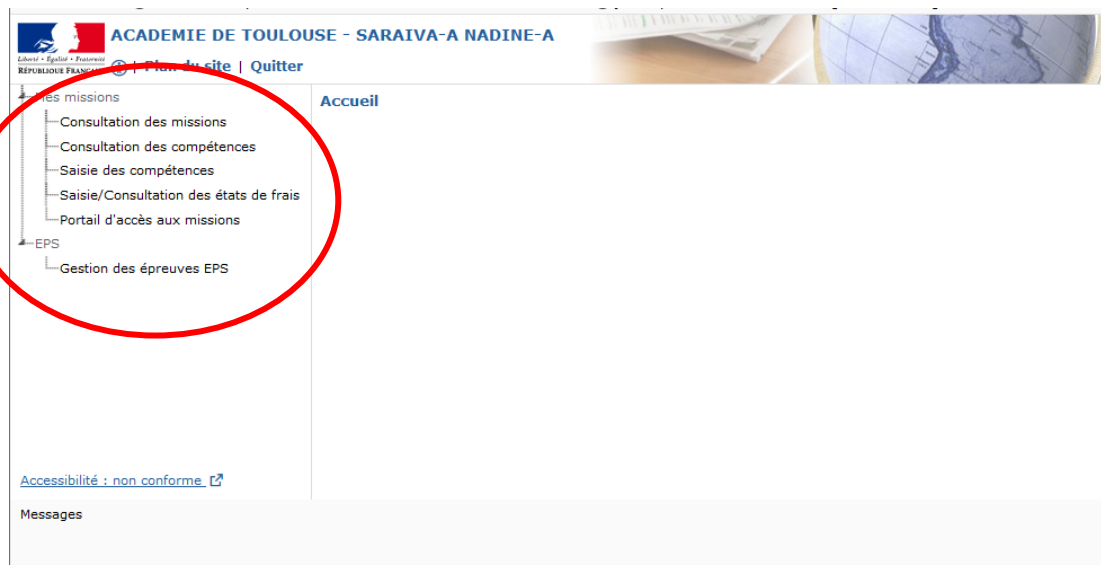 ACADEMIE DE TOULOUSE - SARAIVA-A NADINE-A
Liberté • Égalité • Fraternité
RÉPUBLIQUE FRANÇAISE
| Plan du site | Quitter
Mes missions
Consultation des missions
Consultation des compétences
Saisie des compétences
Saisie/Consultation des états de frais
Portail d'accès aux missions
EPS
Gestion des épreuves EPS
Accueil
Accessibilité : non conforme
Messages